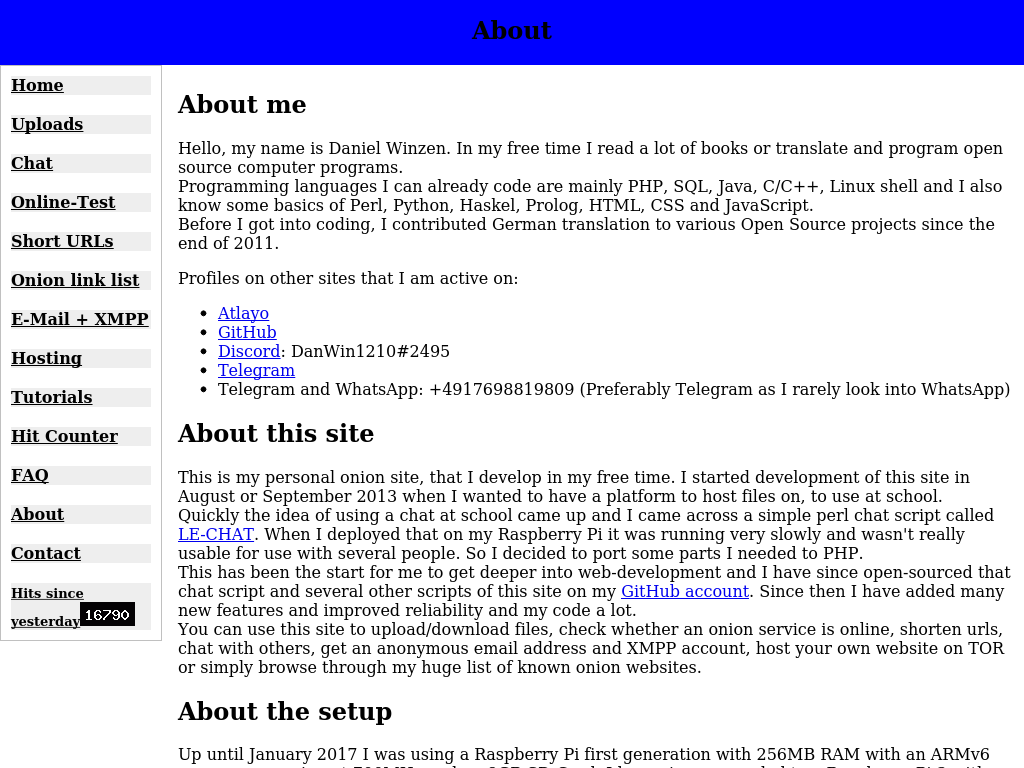 About
Home
Uploads
Chat
Online-Test
Short URLs
Onion link list
E-Mail + XMPP
Hosting
Tutorials
Hit Counter
FAQ
About
Contact
Hits since
yesterday 16790
About me
Hello, my name is Daniel Winzen. In my free time I read a lot of books or translate and program open
source computer programs.
Programming languages I can already code are mainly PHP, SQL, Java, C/C++, Linux shell and I also
know some basics of Perl, Python, Haskel, Prolog, HTML, CSS and JavaScript.
Before I got into coding, I contributed German translation to various Open Source projects since the
end of 2011.
Profiles on other sites that I am active on:
• Atlayo
• GitHub
• Discord: DanWin1210#2495
• Telegram
• Telegram and WhatsApp: +4917698819809 (Preferably Telegram as I rarely look into WhatsApp)
About this site
This is my personal onion site, that I develop in my free time. I started development of this site in
August or September 2013 when I wanted to have a platform to host files on, to use at school.
Quickly the idea of using a chat at school came up and I came across a simple perl chat script called
LE-CHAT. When I deployed that on my Raspberry Pi it was running very slowly and wasn't really
usable for use with several people. So I decided to port some parts I needed to PHP.
This has been the start for me to get deeper into web-development and I have since open-sourced that
chat script and several other scripts of this site on my GitHub account. Since then I have added many
new features and improved reliability and my code a lot.
You can use this site to upload/download files, check whether an onion service is online, shorten urls,
chat with others, get an anonymous email address and XMPP account, host your own website on TOR
or simply browse through my huge list of known onion websites.
About the setup
Up until January 2017 I was using a Raspberry Pi first generation with 256MB RAM with an ARMv6